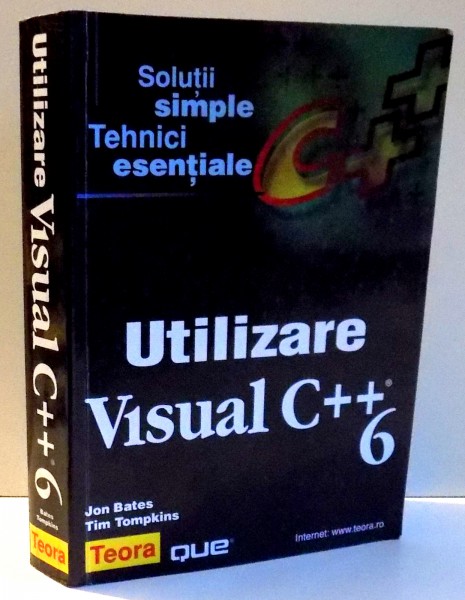 Soluții
simple
Tehnici
esențiale
C++
Utilizare
Visual C++®
6
Jon Bates
Tim Tompkins
Teora
que®
Internet: www.teora.ro
Utilizare Visual C++® 6
Bates
Tompkins
Teora